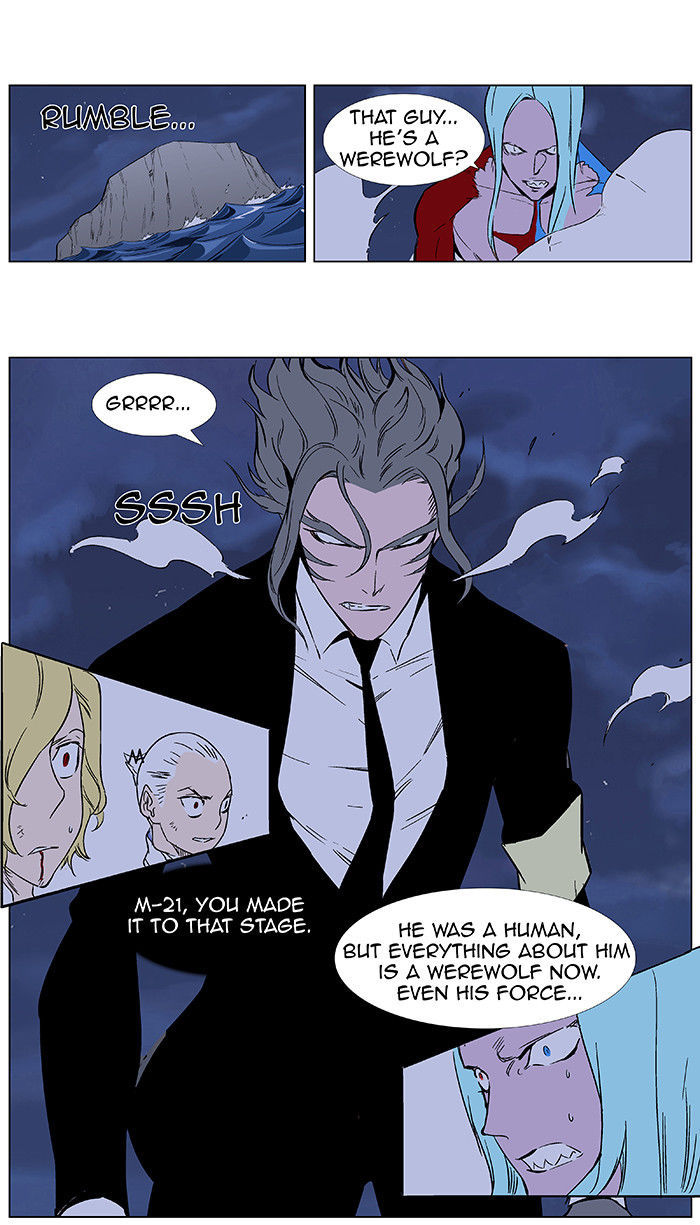 RUMBLE...
THAT GUY...
HE'S A
WEREWOLF?
GRRRR...
SSSH
M-21, YOU MADE
IT TO THAT STAGE.
HE WAS A HUMAN,
BUT EVERYTHING ABOUT HIM
IS A WEREWOLF NOW.
EVEN HIS FORCE...